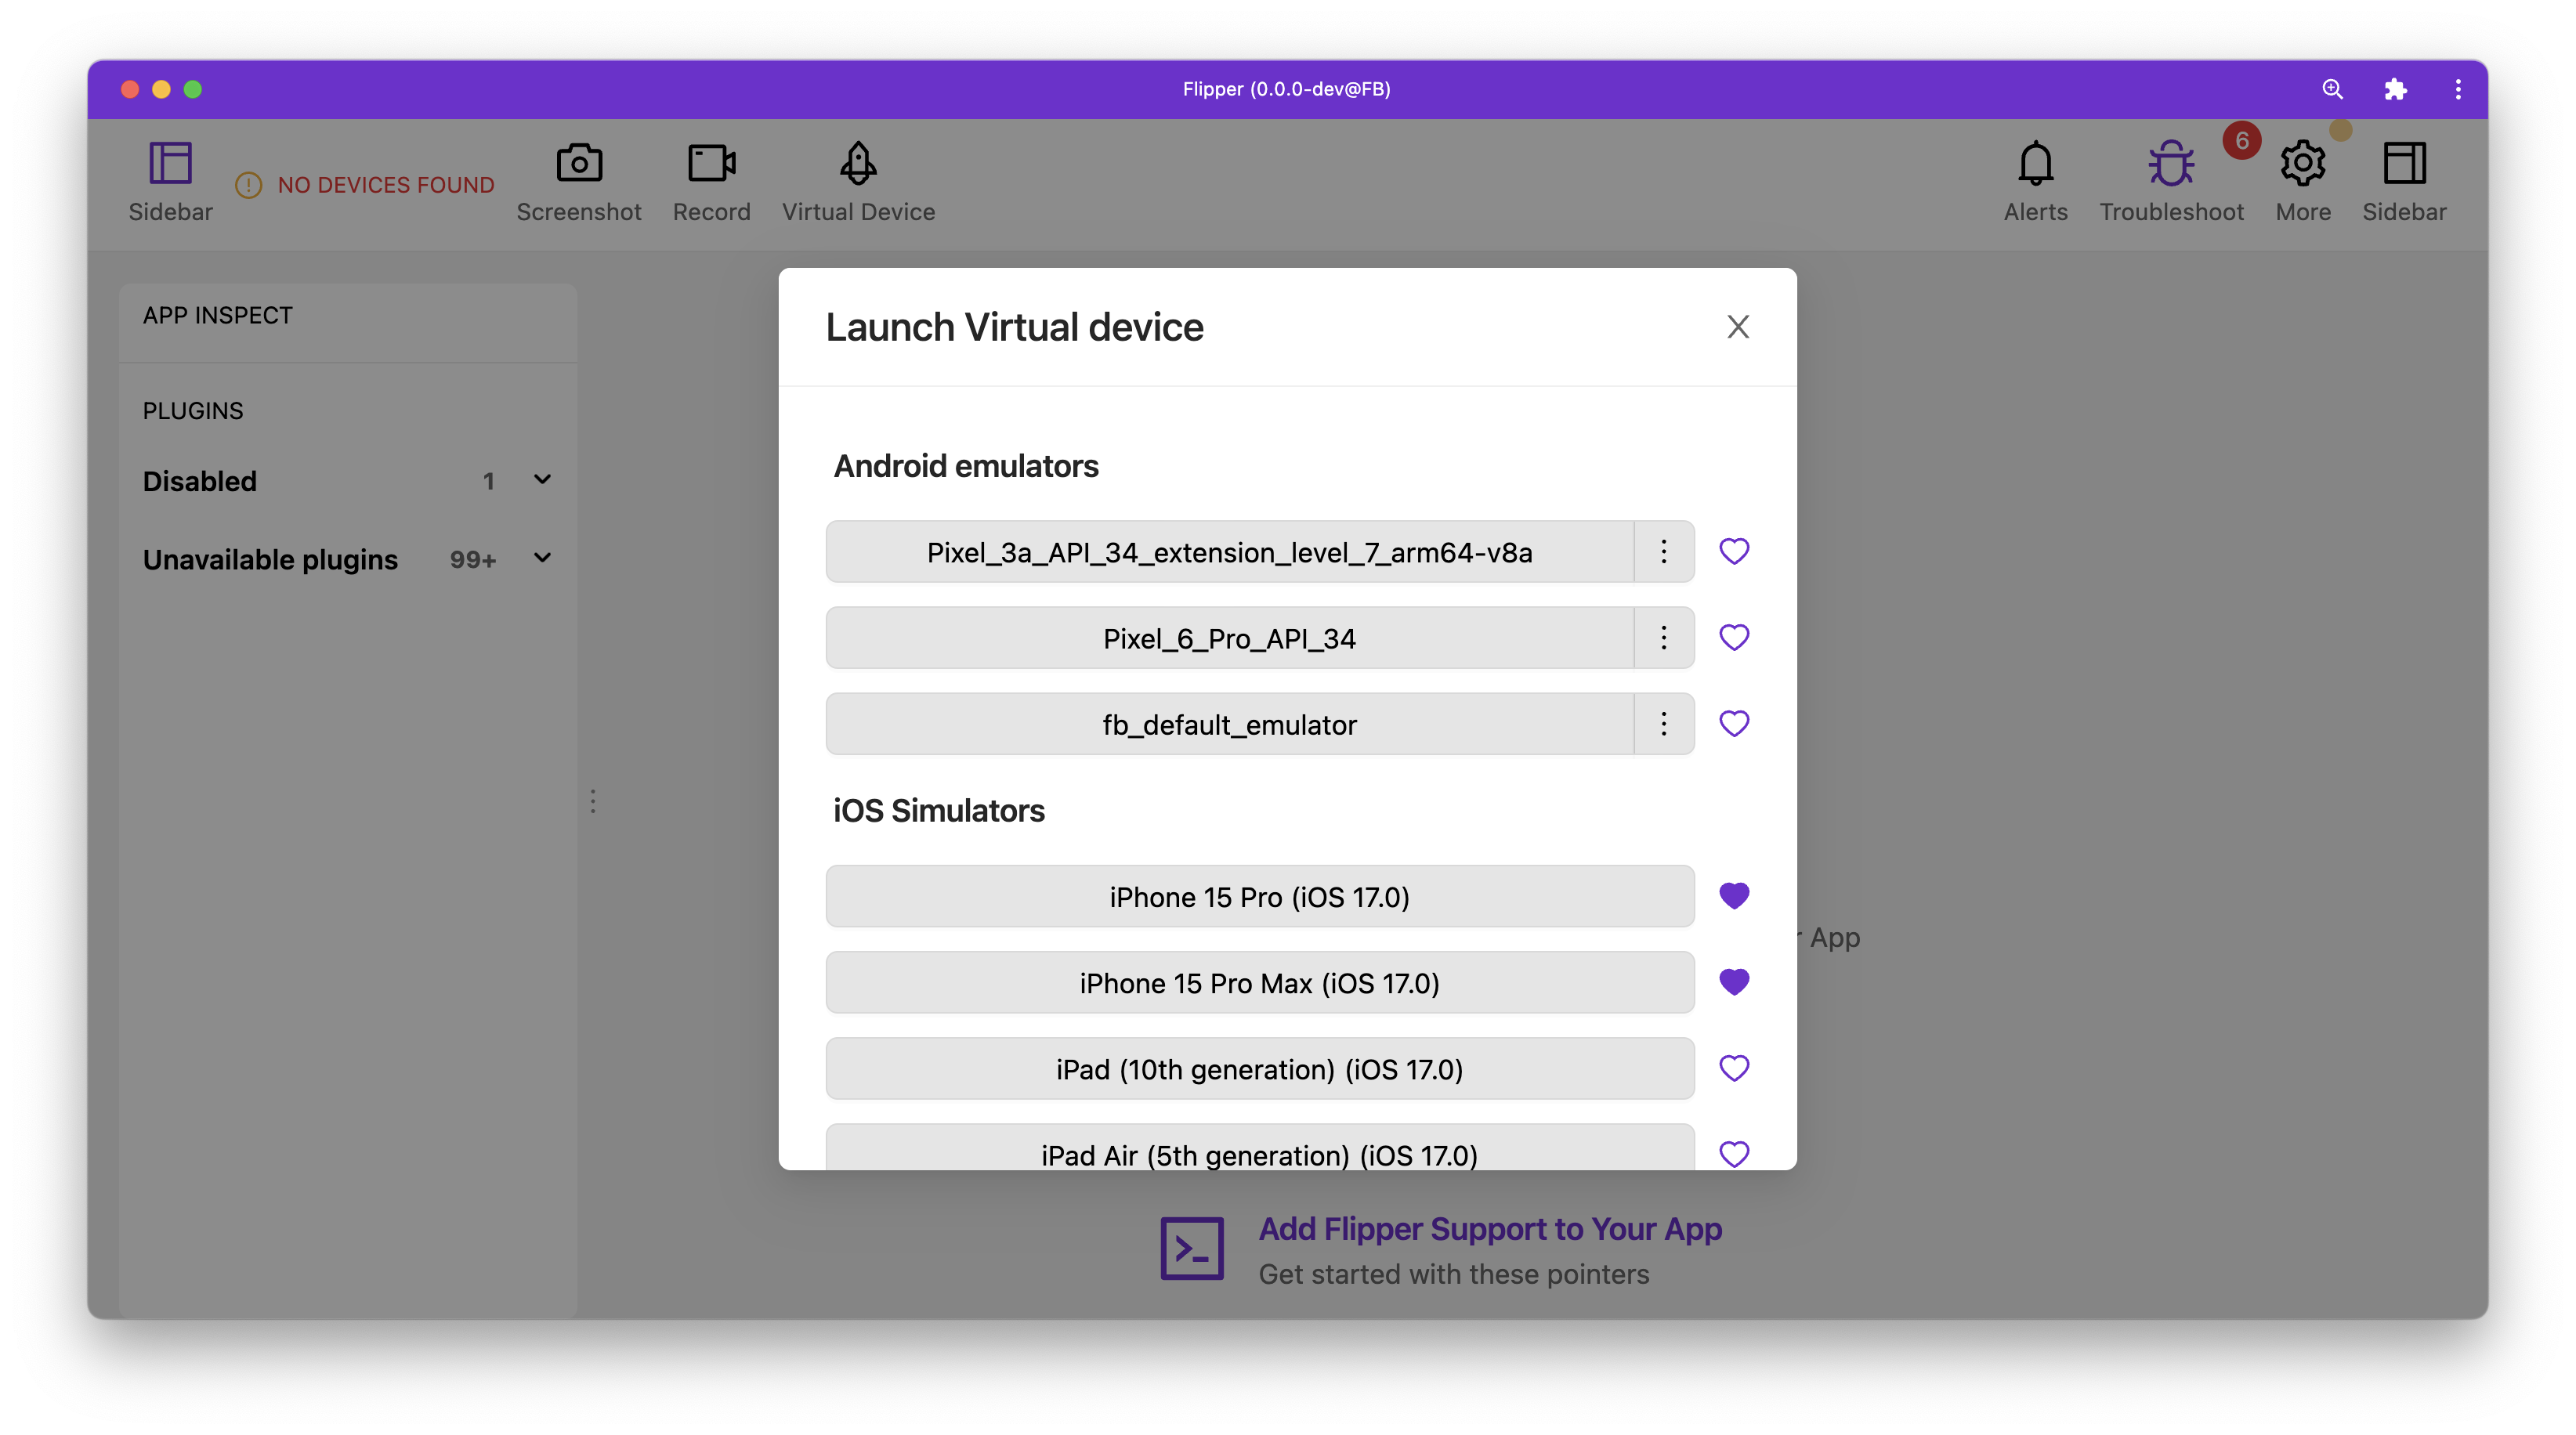 Flipper (0.0.0-dev@FB)
Sidebar
NO DEVICES FOUND
Screenshot
Record
Virtual Device
Alerts
Troubleshoot
6
More
Sidebar
APP INSPECT
PLUGINS
Disabled 1
Unavailable plugins 99+
Launch Virtual device
Android emulators
Pixel_3a_API_34_extension_level_7_arm64-v8a
Pixel_6_Pro_API_34
fb_default_emulator
iOS Simulators
iPhone 15 Pro (iOS 17.0)
iPhone 15 Pro Max (iOS 17.0)
iPad (10th generation) (iOS 17.0)
iPad Air (5th generation) (iOS 17.0)
App
Add Flipper Support to Your App
Get started with these pointers